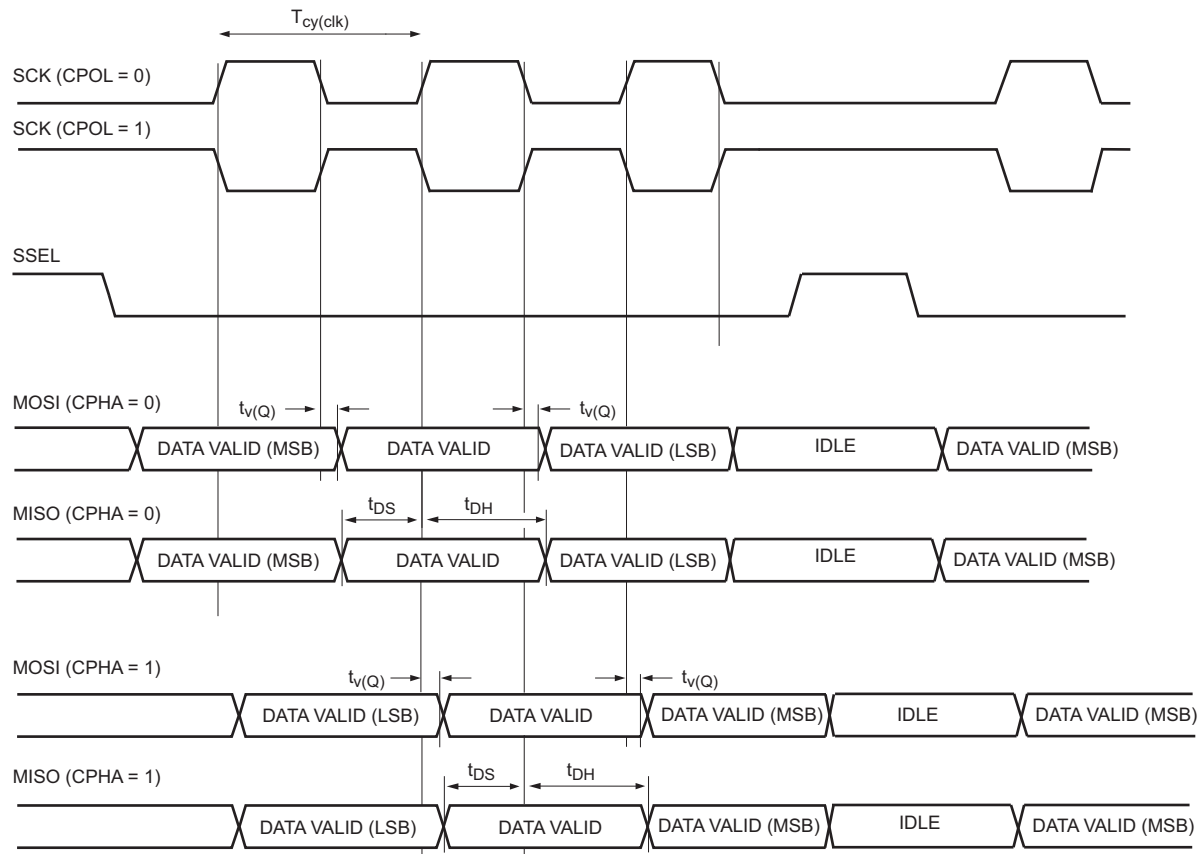 Tcy(clk)
SCK (CPOL = 0)
SCK (CPOL = 1)
SSEL
MOSI (CPHA = 0)
tv(Q) tv(Q)
DATA VALID (MSB) DATA VALID DATA VALID (LSB) IDLE DATA VALID (MSB)
tDS tDH
MISO (CPHA = 0)
DATA VALID (MSB) DATA VALID DATA VALID (LSB) IDLE DATA VALID (MSB)
MOSI (CPHA = 1)
tv(Q) tv(Q)
DATA VALID (LSB) DATA VALID DATA VALID (MSB) IDLE DATA VALID (MSB)
MISO (CPHA = 1)
tDS tDH
DATA VALID (LSB) DATA VALID DATA VALID (MSB) IDLE DATA VALID (MSB)